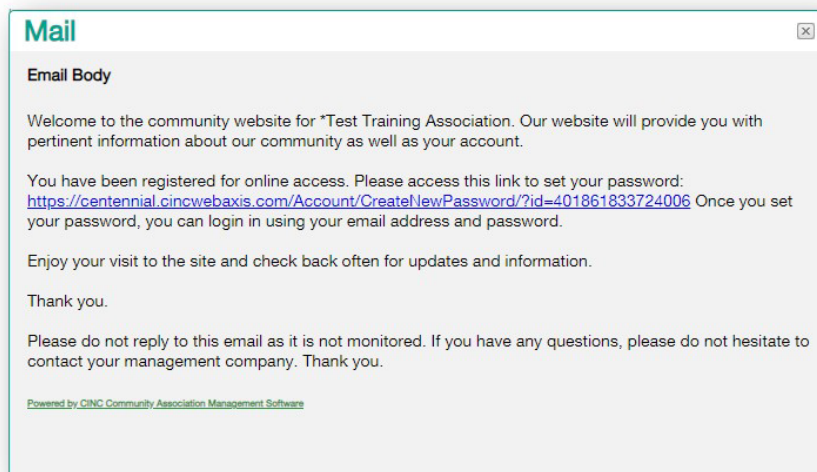 Mail
Email Body
Welcome to the community website for *Test Training Association. Our website will provide you with
pertinent information about our community as well as your account.
You have been registered for online access. Please access this link to set your password:
https://centennial.cincwebaxis.com/Account/CreateNewPassword/?id=401861833724006 Once you set
your password, you can login in using your email address and password.
Enjoy your visit to the site and check back often for updates and information.
Thank you.
Please do not reply to this email as it is not monitored. If you have any questions, please do not hesitate to
contact your management company. Thank you.
Powered by CINC Community Association Management Software